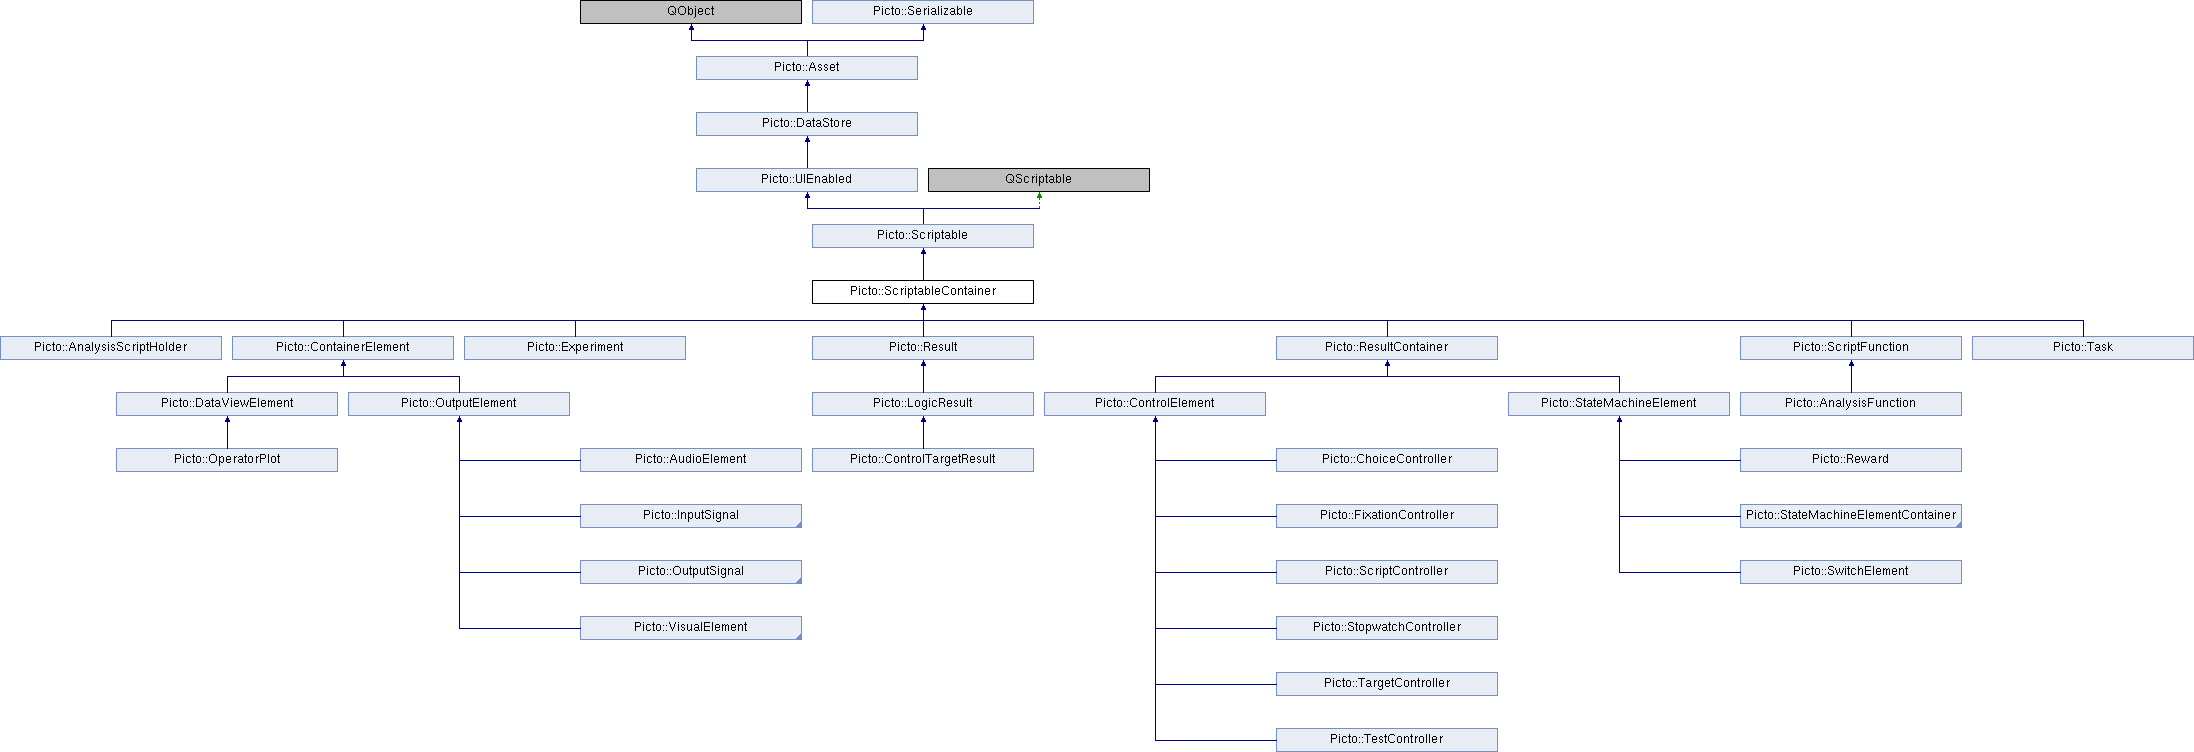 QObject
Picto::Serializable
Picto::Asset
Picto::DataStore
Picto::UIEnabled
QScriptable
Picto::Scriptable
Picto::ScriptableContainer
Picto::AnalysisScriptHolder
Picto::ContainerElement
Picto::Experiment
Picto::Result
Picto::ResultContainer
Picto::ScriptFunction
Picto::Task
Picto::DataViewElement
Picto::OutputElement
Picto::LogicResult
Picto::ControlElement
Picto::StateMachineElement
Picto::AnalysisFunction
Picto::OperatorPlot
Picto::AudioElement
Picto::ControlTargetResult
Picto::ChoiceController
Picto::Reward
Picto::InputSignal
Picto::FixationController
Picto::StateMachineElementContainer
Picto::OutputSignal
Picto::ScriptController
Picto::SwitchElement
Picto::VisualElement
Picto::StopwatchController
Picto::TargetController
Picto::TestController